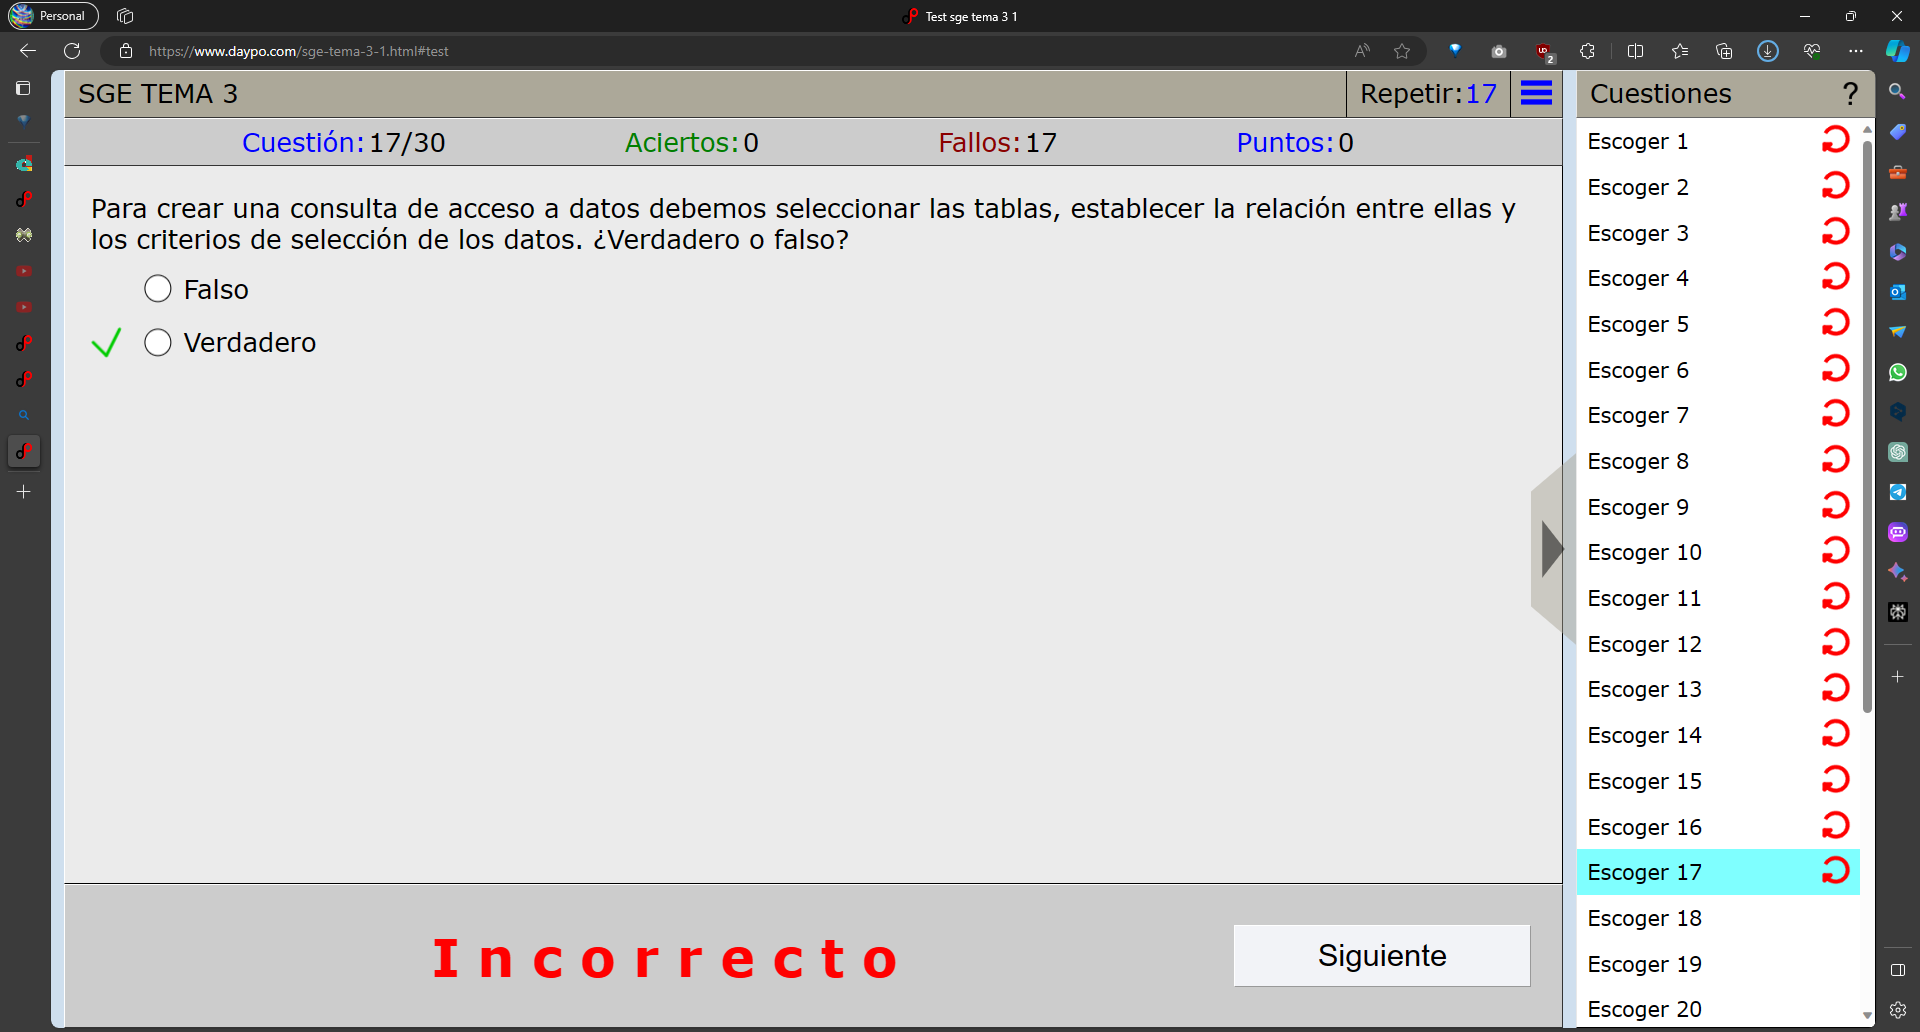 Personal
Test sge tema 3 1
https://www.daypo.com/sge-tema-3-1.html#test
SGE TEMA 3
Repetir:17
Cuestión:17/30
Aciertos:0
Fallos:17
Puntos:0
Para crear una consulta de acceso a datos debemos seleccionar las tablas, establecer la relación entre ellas y
los criterios de selección de los datos. ¿Verdadero o falso?
Falso
Verdadero
Incorrecto
Siguiente
Cuestiones
?
Escoger 1
Escoger 2
Escoger 3
Escoger 4
Escoger 5
Escoger 6
Escoger 7
Escoger 8
Escoger 9
Escoger 10
Escoger 11
Escoger 12
Escoger 13
Escoger 14
Escoger 15
Escoger 16
Escoger 17
Escoger 18
Escoger 19
Escoger 20
2